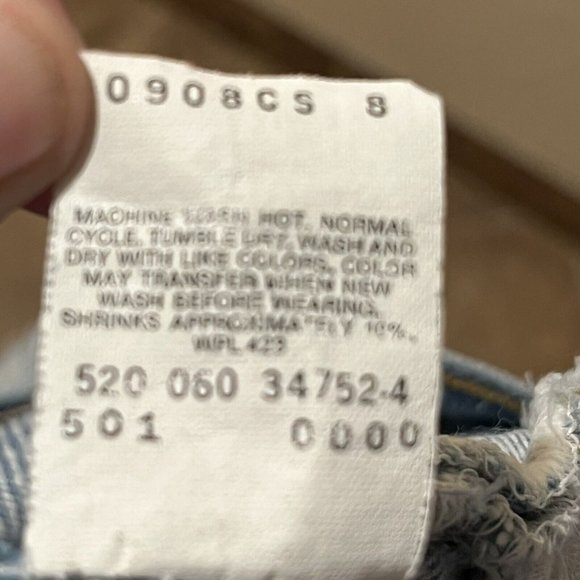 0908CS 8
MACHINE WASH HOT, NORMAL
CYCLE. TUMBLE DRY. WASH AND
DRY WITH LIKE COLORS. COLOR
MAY TRANSFER WHEN NEW
WASH BEFORE WEARING.
SHRINKS APPROXIMATELY 10%.
WPL 423
520 060 34752-4
501 0000